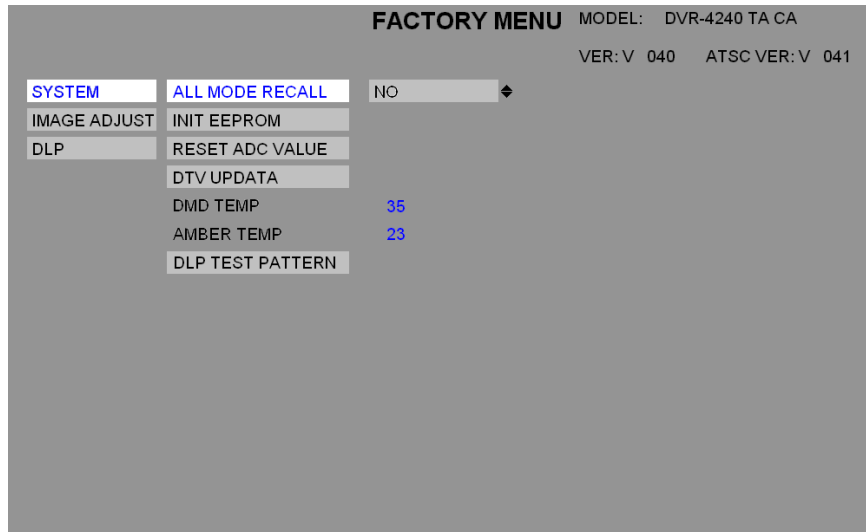 FACTORY MENU MODEL: DVR-4240 TA CA
VER: V 040 ATSC VER: V 041
SYSTEM ALL MODE RECALL NO
IMAGE ADJUST INIT EEPROM
DLP RESET ADC VALUE
DTV UPDATA
DMD TEMP 35
AMBER TEMP 23
DLP TEST PATTERN